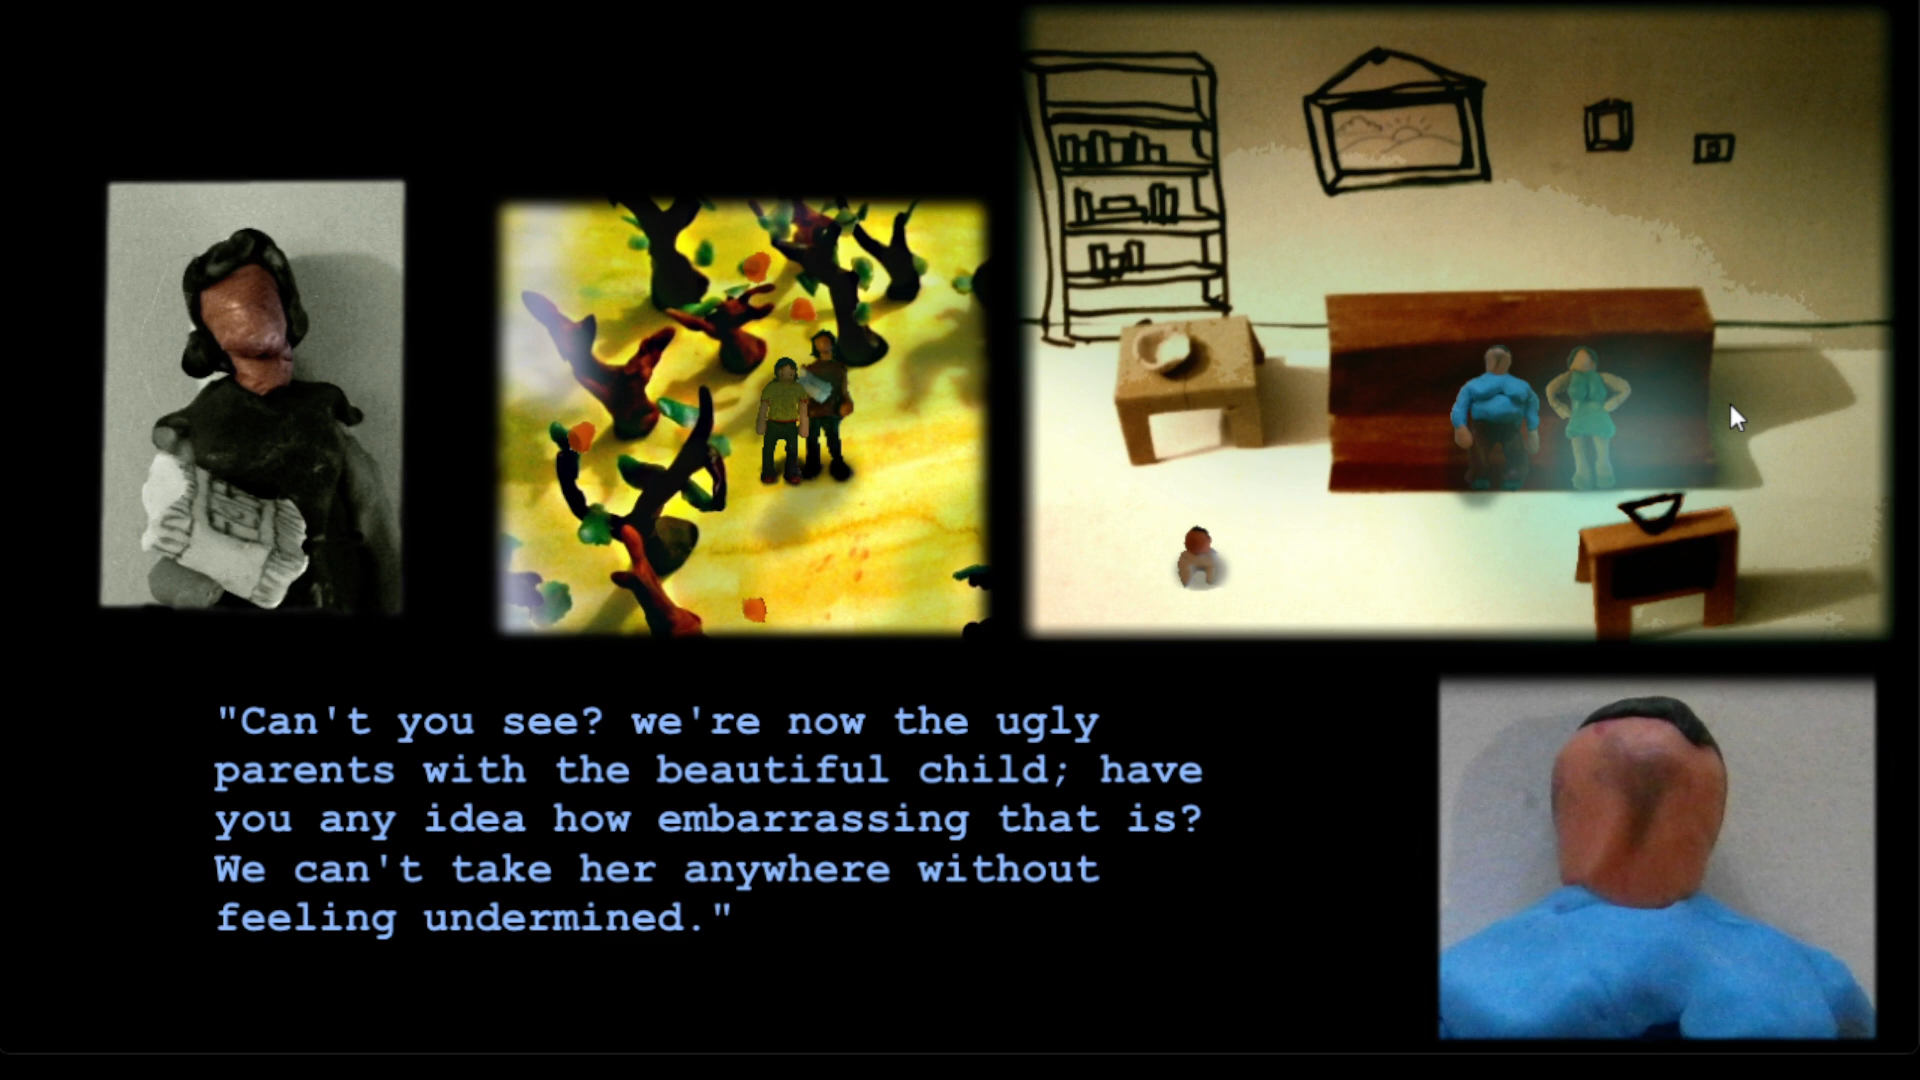 "Can't you see? we're now the ugly
parents with the beautiful child; have
you any idea how embarrassing that is?
We can't take her anywhere without
feeling undermined."